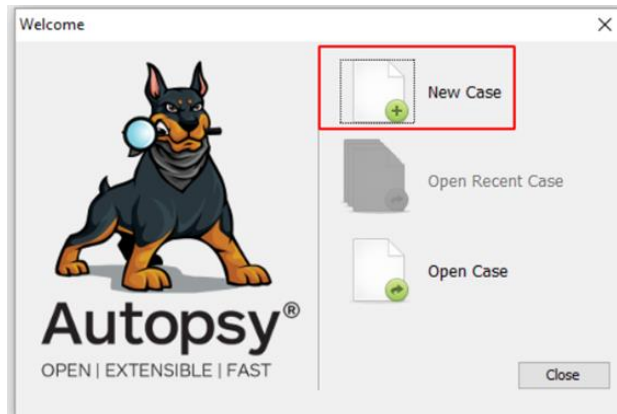 Welcome
New Case
Open Recent Case
Open Case
Autopsy®
OPEN | EXTENSIBLE | FAST
Close